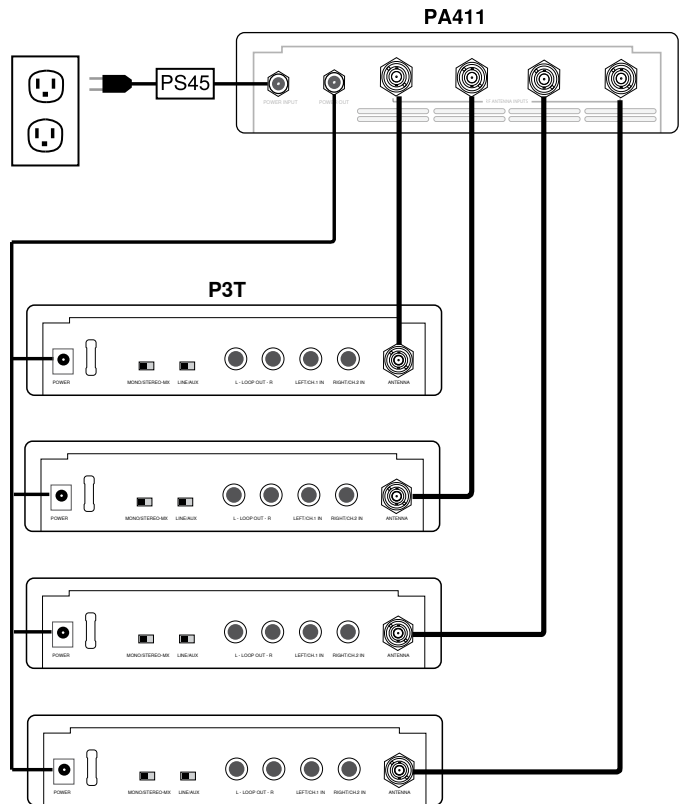 PA411
PS45
POWER INPUT
POWER OUT
ANTENNA INPUTS
P3T
POWER
MONO/STEREO-MX
LINE/AUX
L - LOOP OUT - R
LEFT/CH.1 IN
RIGHT/CH.2 IN
ANTENNA
POWER
MONO/STEREO-MX
LINE/AUX
L - LOOP OUT - R
LEFT/CH.1 IN
RIGHT/CH.2 IN
ANTENNA
POWER
MONO/STEREO-MX
LINE/AUX
L - LOOP OUT - R
LEFT/CH.1 IN
RIGHT/CH.2 IN
ANTENNA
POWER
MONO/STEREO-MX
LINE/AUX
L - LOOP OUT - R
LEFT/CH.1 IN
RIGHT/CH.2 IN
ANTENNA